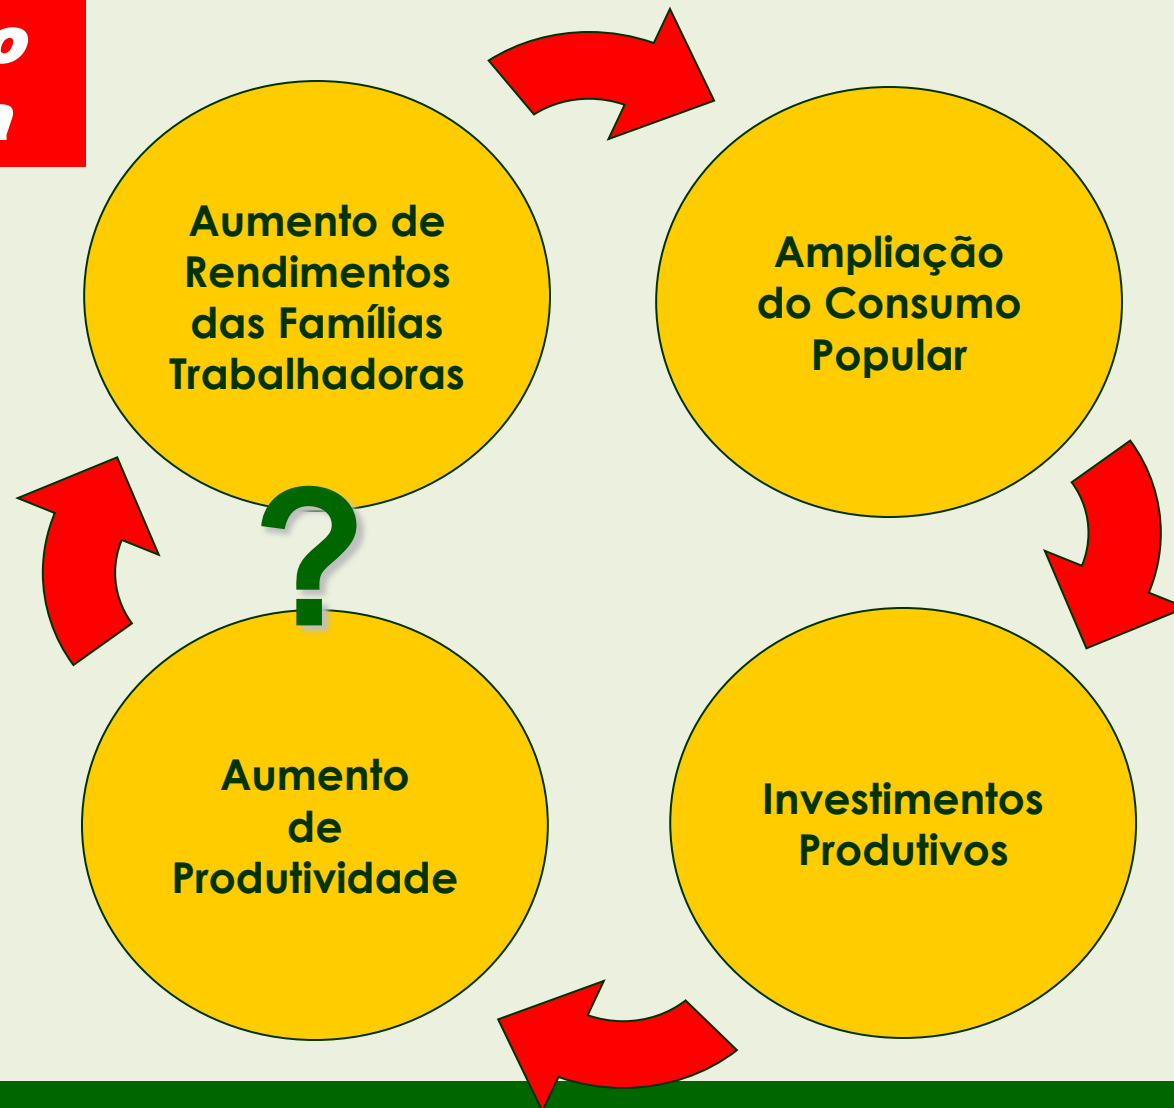 Aumento de
Rendimentos
das Famílias
Trabalhadoras
Ampliação
do Consumo
Popular
?
Aumento
de
Produtividade
Investimentos
Produtivos